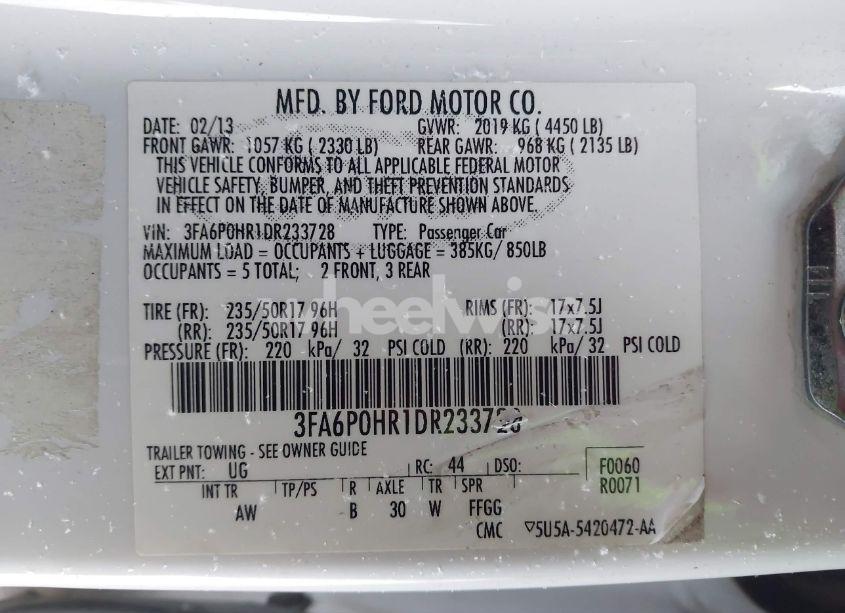 MFD. BY FORD MOTOR CO.
DATE: 02/13 GVWR: 2019 KG ( 4450 LB)
FRONT GAWR: 1057 KG ( 2330 LB) REAR GAWR: 968 KG ( 2135 LB)
THIS VEHICLE CONFORMS TO ALL APPLICABLE FEDERAL MOTOR
VEHICLE SAFETY, BUMPER, AND THEFT PREVENTION STANDARDS
IN EFFECT ON THE DATE OF MANUFACTURE SHOWN ABOVE.
VIN: 3FA6P0HR1DR233728 TYPE: Passenger Car
MAXIMUM LOAD = OCCUPANTS + LUGGAGE = 385KG/ 850LB
OCCUPANTS = 5 TOTAL; 2 FRONT, 3 REAR
TIRE (FR): 235/50R17 96H RIMS (FR): 17x7.5J
(RR): 235/50R17 96H (RR): 17x7.5J
PRESSURE (FR): 220 kPa/ 32 PSI COLD (RR): 220 kPa/ 32 PSI COLD
wheelwise
3FA6P0HR1DR233728
TRAILER TOWING - SEE OWNER GUIDE
EXT PNT: UG RC: 44 DSO: F0060
R0071
INT TR TP/PS R AXLE TR SPR
AW B 30 W FFGG
CMC ▽5U5A-5420472-AA